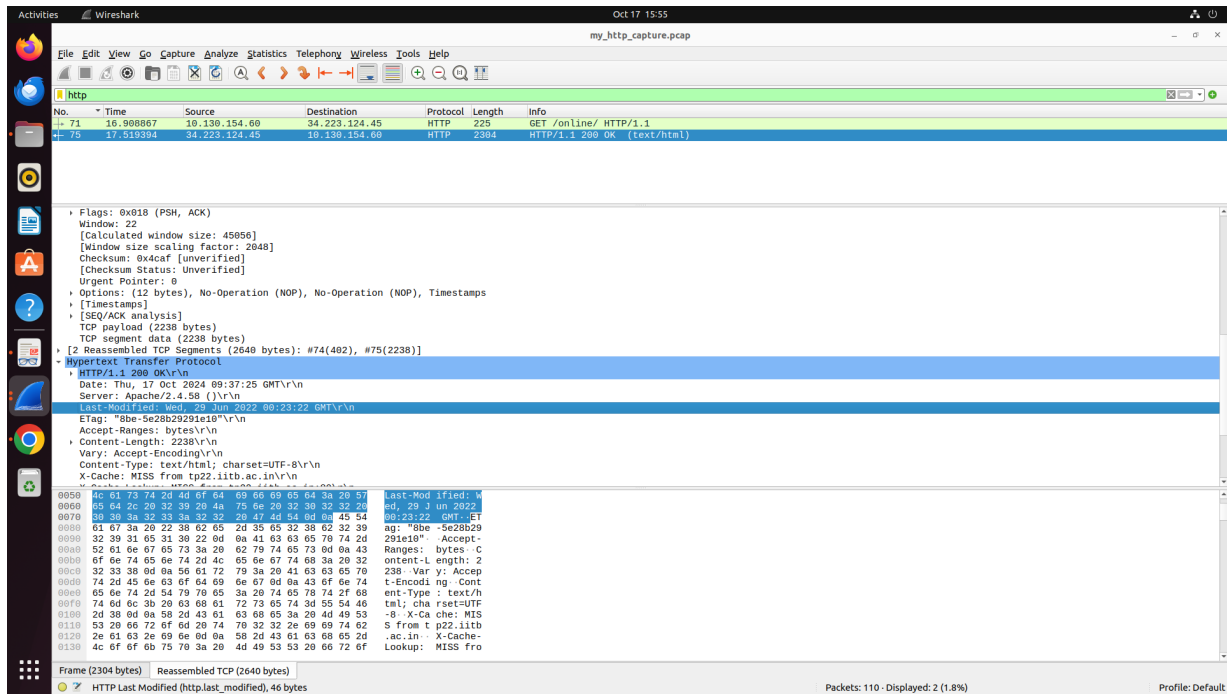 Activities Wireshark Oct 17 15:55
my_http_capture.pcap
File Edit View Go Capture Analyze Statistics Telephony Wireless Tools Help
http
No. Time Source Destination Protocol Length Info
71 16.908867 10.130.154.60 34.223.124.45 HTTP 225 GET /online/ HTTP/1.1
75 17.519394 34.223.124.45 10.130.154.60 HTTP 2304 HTTP/1.1 200 OK (text/html)
Flags: 0x018 (PSH, ACK)
Window: 22
[Calculated window size: 45056]
[Window size scaling factor: 2048]
Checksum: 0x4caf [unverified]
[Checksum Status: Unverified]
Urgent Pointer: 0
Options: (12 bytes), No-Operation (NOP), No-Operation (NOP), Timestamps
[Timestamps]
[SEQ/ACK analysis]
TCP payload (2238 bytes)
TCP segment data (2238 bytes)
[2 Reassembled TCP Segments (2640 bytes): #74(402), #75(2238)]
Hypertext Transfer Protocol
HTTP/1.1 200 OK\r\n
Date: Thu, 17 Oct 2024 09:37:25 GMT\r\n
Server: Apache/2.4.58 ()\r\n
Last-Modified: Wed, 29 Jun 2022 00:23:22 GMT\r\n
ETag: "8be-5e28b29291e10"\r\n
Accept-Ranges: bytes\r\n
Content-Length: 2238\r\n
Vary: Accept-Encoding\r\n
Content-Type: text/html; charset=UTF-8\r\n
X-Cache: MISS from tp22.iitb.ac.in\r\n
0050 4c 61 73 74 2d 4d 6f 64 69 66 69 65 64 3a 20 57 Last-Mod ified: W
0060 65 64 2c 20 32 39 20 4a 75 6e 20 32 30 32 32 20 ed, 29 J un 2022
0070 30 30 3a 32 33 3a 32 32 20 47 4d 54 0d 0a 45 54 00:23:22 GMT··ET
0080 61 67 3a 20 22 38 62 65 2d 35 65 32 38 62 32 39 ag: "8be -5e28b29
0090 32 39 31 65 31 30 22 0d 0a 41 63 63 65 70 74 2d 291e10"· ·Accept-
00a0 52 61 6e 67 65 73 3a 20 62 79 74 65 73 0d 0a 43 Ranges: bytes··C
00b0 6f 6e 74 65 6e 74 2d 4c 65 6e 67 74 68 3a 20 32 ontent-L ength: 2
00c0 32 33 38 0d 0a 56 61 72 79 3a 20 41 63 63 65 70 238··Var y: Accep
00d0 74 2d 45 6e 63 6f 64 69 6e 67 0d 0a 43 6f 6e 74 t-Encodi ng··Cont
00e0 65 6e 74 2d 54 79 70 65 3a 20 74 65 78 74 2f 68 ent-Type : text/h
00f0 74 6d 6c 3b 20 63 68 61 72 73 65 74 3d 55 54 46 tml; cha rset=UTF
0100 2d 38 0d 0a 58 2d 43 61 63 68 65 3a 20 4d 49 53 -8··X-Ca che: MIS
0110 53 20 66 72 6f 6d 20 74 70 32 32 2e 69 69 74 62 S from t p22.iitb
0120 2e 61 63 2e 69 6e 0d 0a 58 2d 43 61 63 68 65 2d .ac.in·· X-Cache-
0130 4c 6f 6f 6b 75 70 3a 20 4d 49 53 53 20 66 72 6f Lookup: MISS fro
Frame (2304 bytes) Reassembled TCP (2640 bytes)
HTTP Last Modified (http.last_modified), 46 bytes Packets: 110 · Displayed: 2 (1.8%) Profile: Default